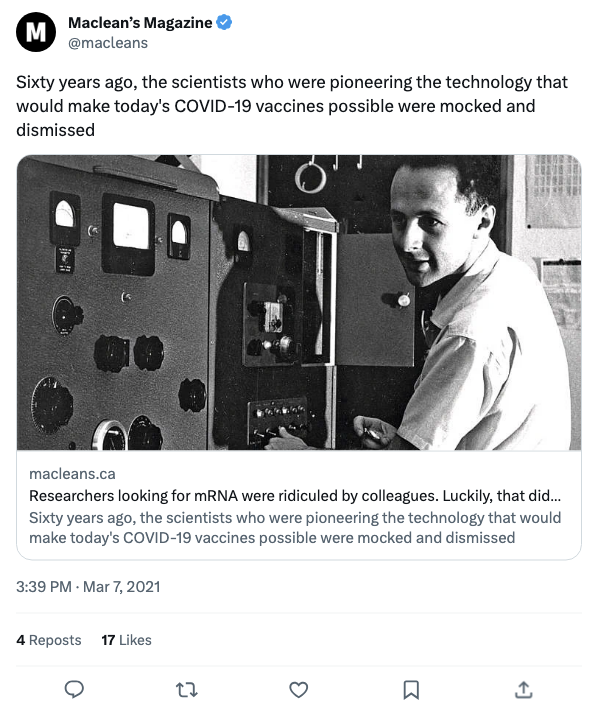 M
Maclean's Magazine
@macleans
Sixty years ago, the scientists who were pioneering the technology that
would make today's COVID-19 vaccines possible were mocked and
dismissed
macleans.ca
Researchers looking for mRNA were ridiculed by colleagues. Luckily, that did...
Sixty years ago, the scientists who were pioneering the technology that would
make today's COVID-19 vaccines possible were mocked and dismissed
3:39 PM · Mar 7, 2021
4 Reposts 17 Likes